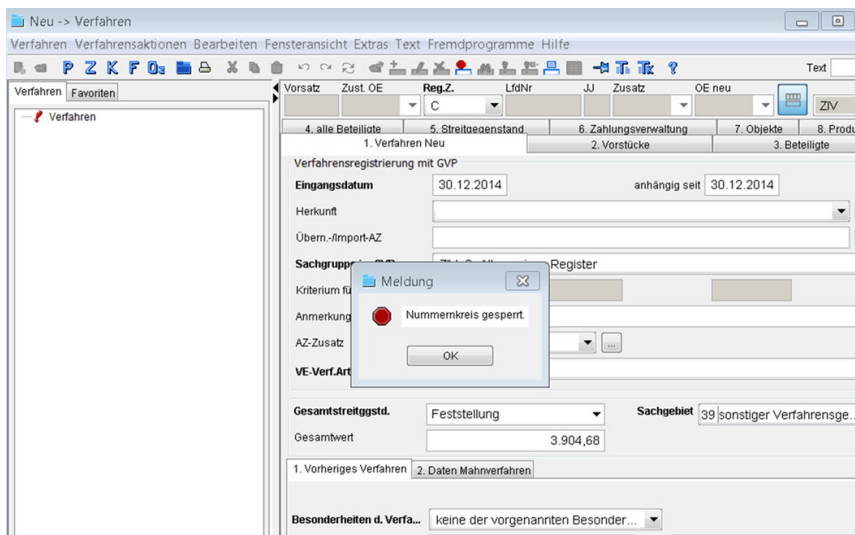 Neu -> Verfahren
Verfahren Verfahrensaktionen Bearbeiten Fensteransicht Extras Text Fremdprogramme Hilfe
P Z K F Text
Verfahren Favoriten
Verfahren
Vorsatz Zust. OE Reg.Z. LfdNr JJ Zusatz OE neu
C ZIV
4. alle Beteiligte 5. Streitgegenstand 6. Zahlungsverwaltung 7. Objekte 8. Produ
1. Verfahren Neu 2. Vorstücke 3. Beteiligte
Verfahrensregistrierung mit GVP
Eingangsdatum 30.12.2014 anhängig seit 30.12.2014
Herkunft
Übern.-/Import-AZ
Sachgruppe Register
Kriterium fü
Anmerkung
AZ-Zusatz ...
VE-Verf.Art
Meldung
Nummernkreis gesperrt.
OK
Gesamtstreitggstd. Feststellung Sachgebiet 39 sonstiger Verfahrensge...
Gesamtwert 3.904,68
1. Vorheriges Verfahren 2. Daten Mahnverfahren
Besonderheiten d. Verfa... keine der vorgenannten Besonder...